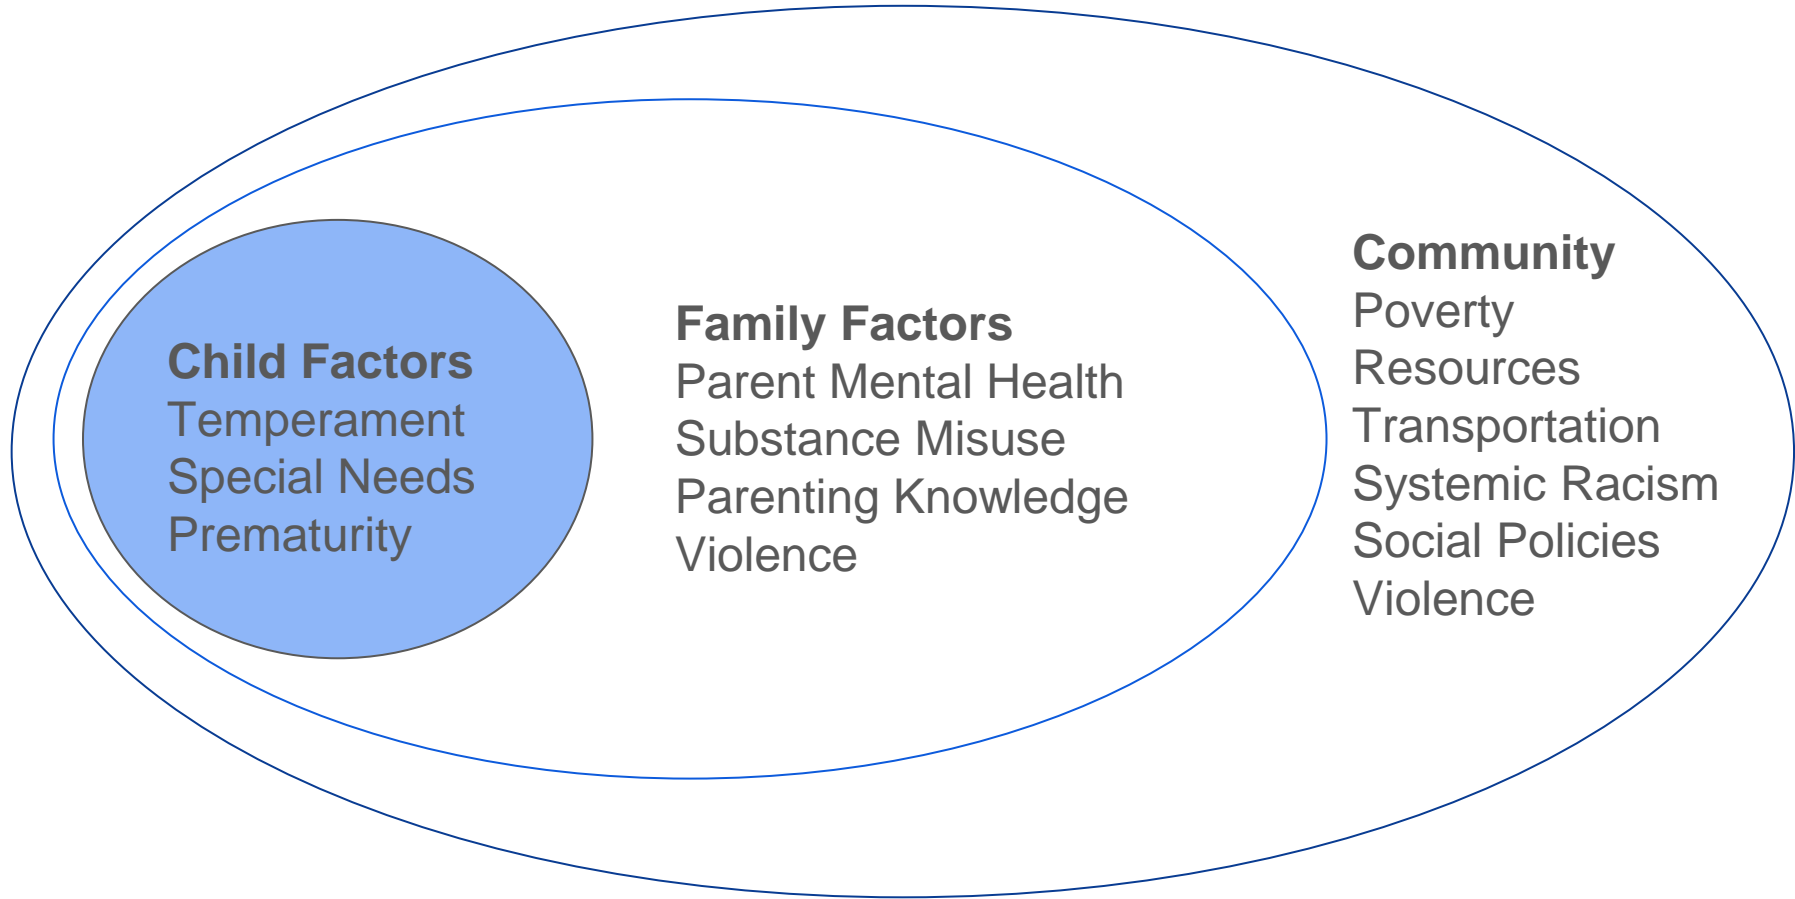 Child Factors
Temperament
Special Needs
Prematurity
Family Factors
Parent Mental Health
Substance Misuse
Parenting Knowledge
Violence
Community
Poverty
Resources
Transportation
Systemic Racism
Social Policies
Violence